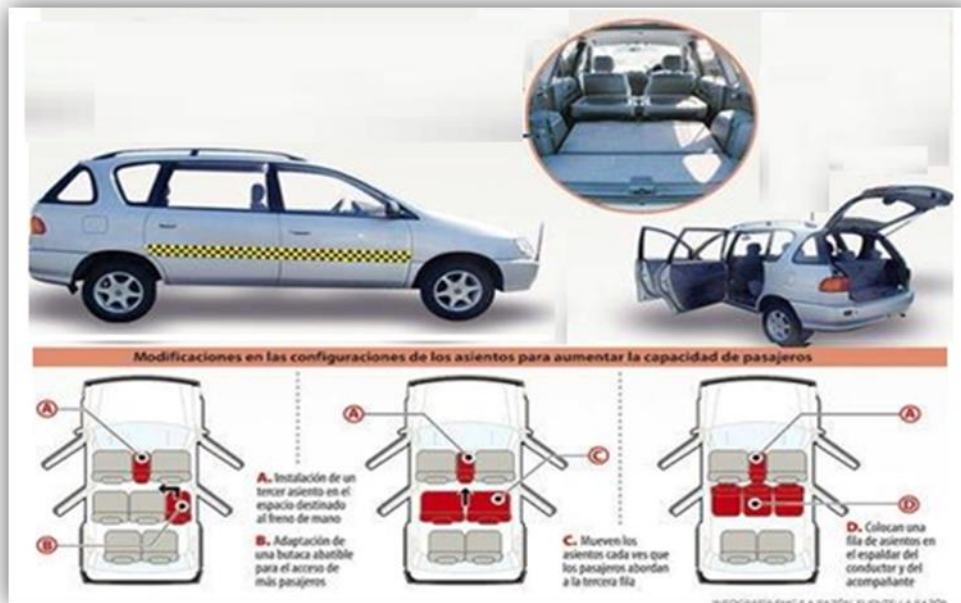 Modificaciones en las configuraciones de los asientos para aumentar la capacidad de pasajeros
A
B
A. Instalación de un
tercer asiento en el
espacio destinado
al freno de mano
B. Adaptación de
una butaca abatible
para el acceso de
más pasajeros
A
C
C. Mueven los
asientos cada ves que
los pasajeros abordan
a la tercera fila
A
D
D. Colocan una
fila de asientos en
el espaldar del
conductor y del
acompañante